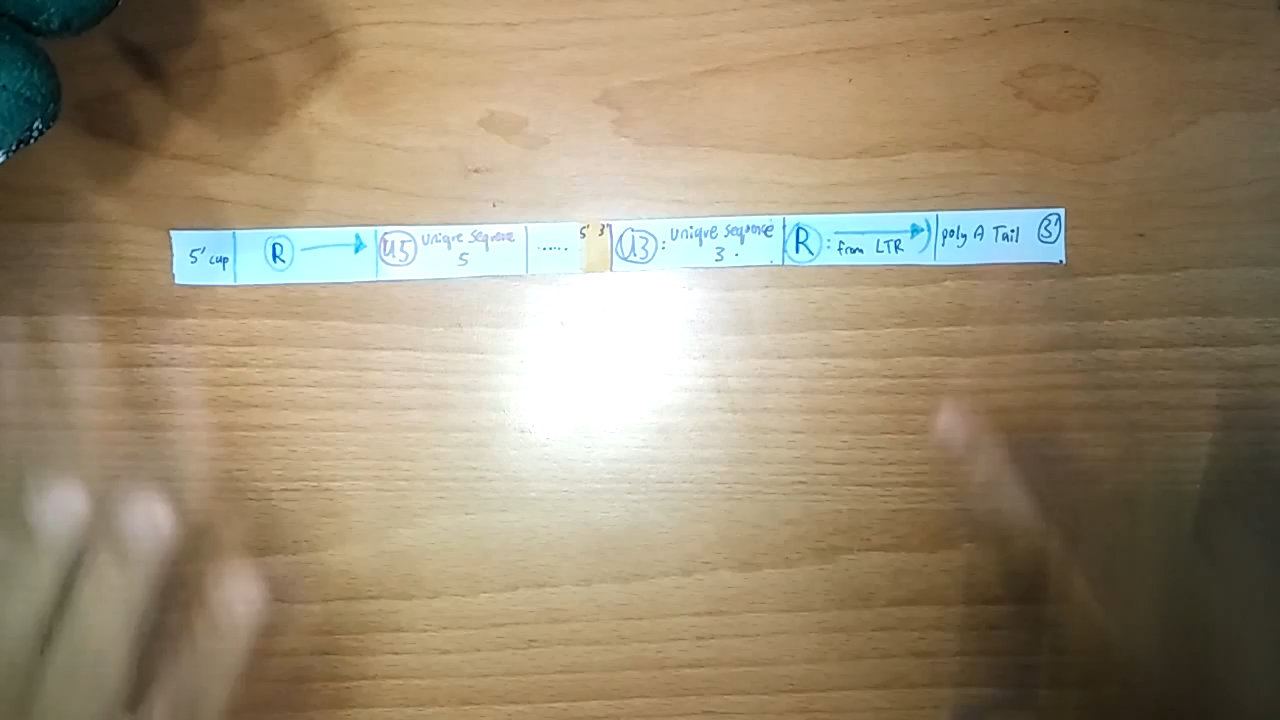 5' cap
R
U5 Unique Sequence
5
......
5' 3'
U3: Unique Sequence
3.
R:
from LTR )
poly A Tail 3'